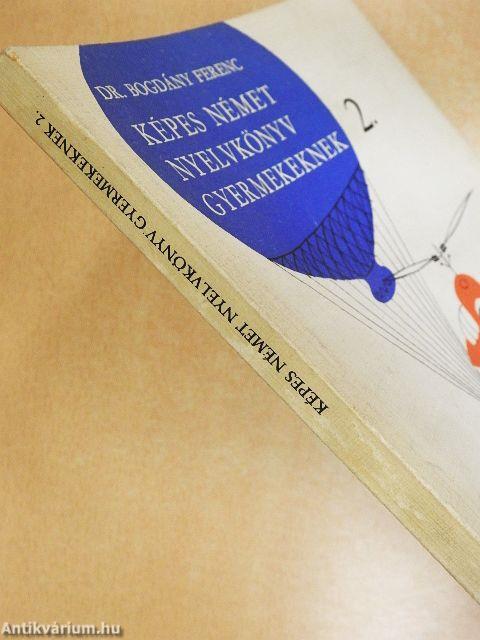 DR. BOGDÁNY FERENC
KÉPES NÉMET
NYELVKÖNYV
GYERMEKEKNEK
2.
KÉPES NÉMET NYELVKÖNYV GYERMEKEKNEK 2.
Antikvárium.hu